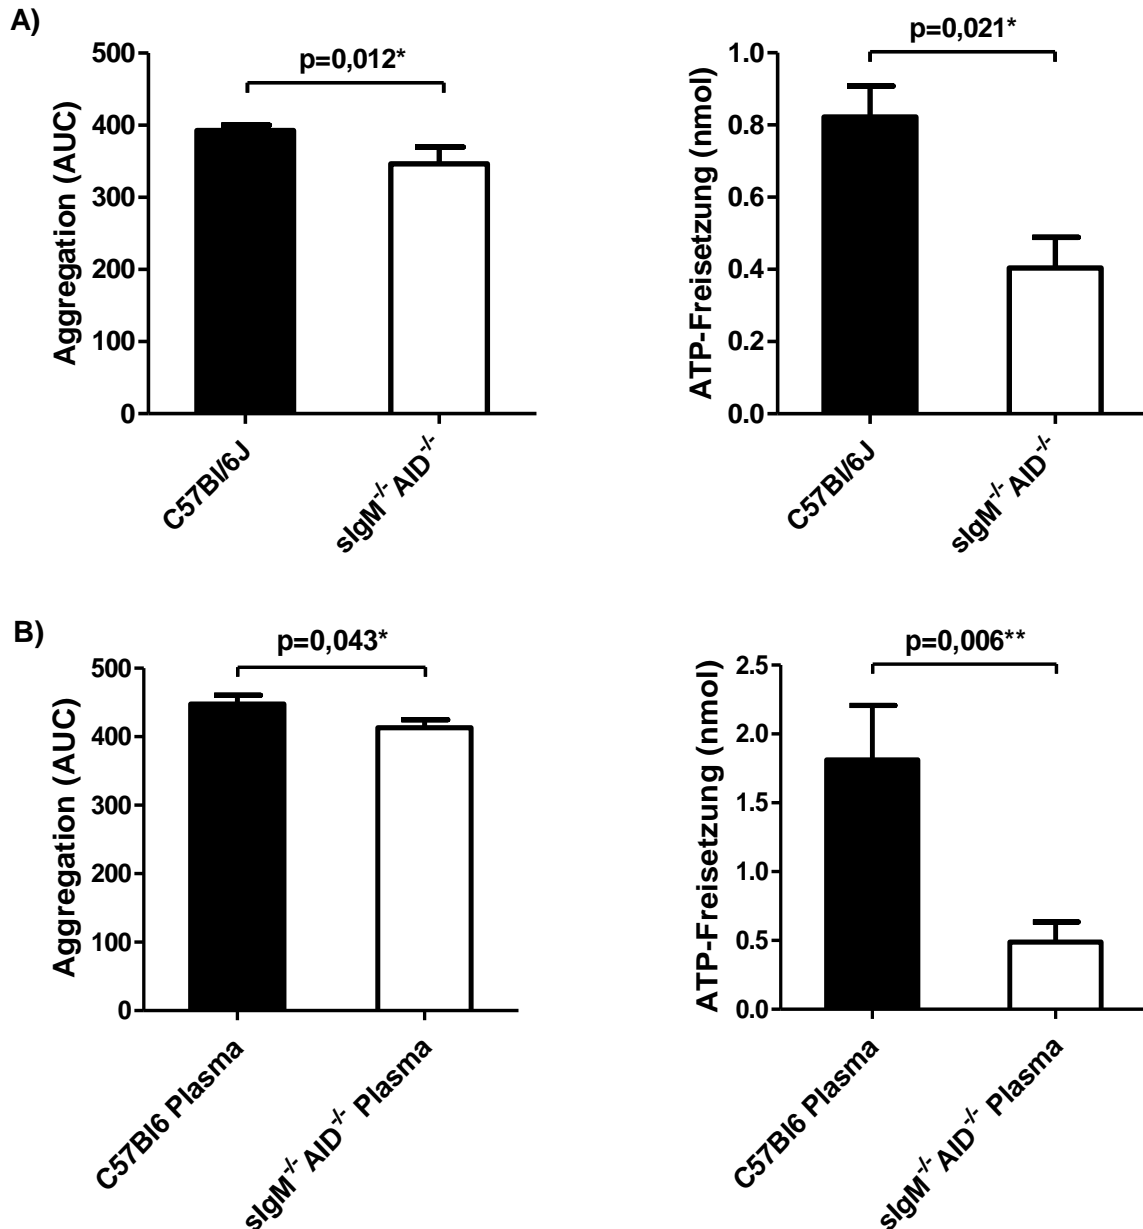 A)
p=0,012*
Aggregation (AUC)
500
400
300
200
100
0
C57Bl/6J
sIgM-/-AID-/-
p=0,021*
ATP-Freisetzung (nmol)
1.0
0.8
0.6
0.4
0.2
0.0
C57Bl/6J
sIgM-/-AID-/-
B)
p=0,043*
Aggregation (AUC)
500
400
300
200
100
0
C57Bl6 Plasma
sIgM-/-AID-/- Plasma
p=0,006**
ATP-Freisetzung (nmol)
2.5
2.0
1.5
1.0
0.5
0.0
C57Bl6 Plasma
sIgM-/-AID-/- Plasma